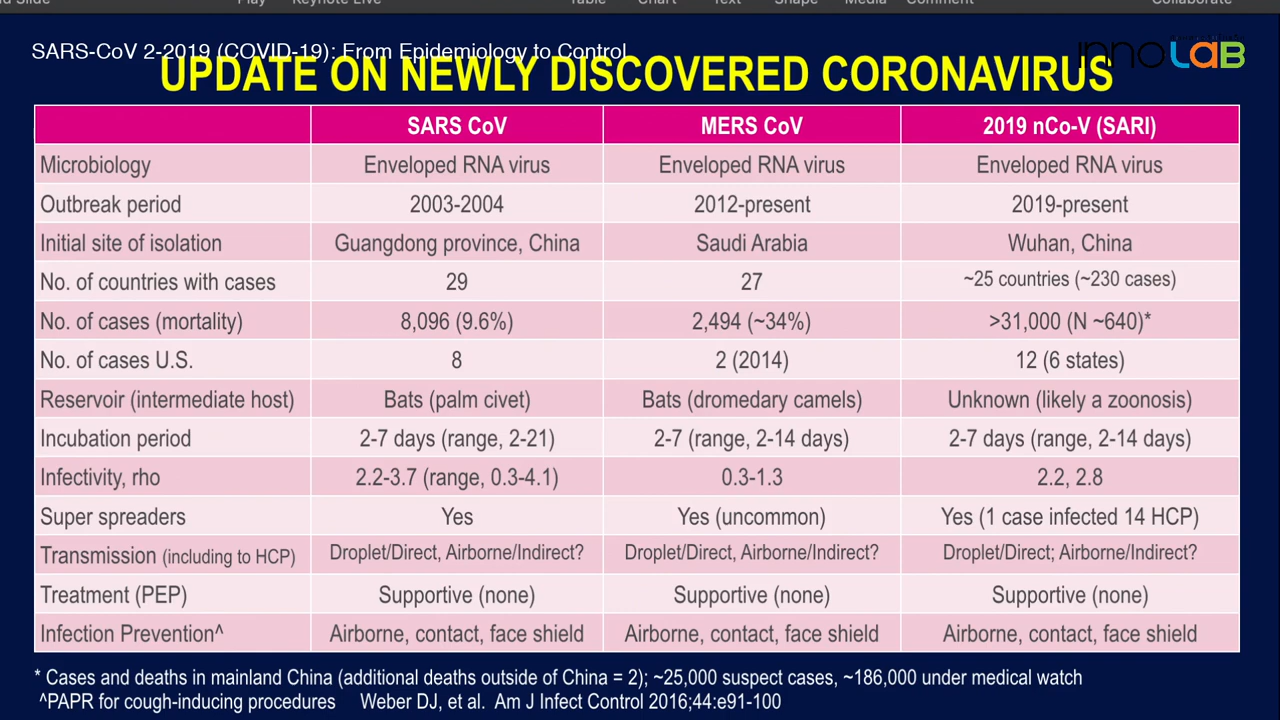 Play Keynote Live Table Chart Text Shape Media Comment Collaborate
SARS-CoV 2-2019 (COVID-19): From Epidemiology to Control
innoLAB
UPDATE ON NEWLY DISCOVERED CORONAVIRUS
SARS CoV MERS CoV 2019 nCo-V (SARI)
Microbiology Enveloped RNA virus Enveloped RNA virus Enveloped RNA virus
Outbreak period 2003-2004 2012-present 2019-present
Initial site of isolation Guangdong province, China Saudi Arabia Wuhan, China
No. of countries with cases 29 27 ~25 countries (~230 cases)
No. of cases (mortality) 8,096 (9.6%) 2,494 (~34%) >31,000 (N ~640)*
No. of cases U.S. 8 2 (2014) 12 (6 states)
Reservoir (intermediate host) Bats (palm civet) Bats (dromedary camels) Unknown (likely a zoonosis)
Incubation period 2-7 days (range, 2-21) 2-7 (range, 2-14 days) 2-7 days (range, 2-14 days)
Infectivity, rho 2.2-3.7 (range, 0.3-4.1) 0.3-1.3 2.2, 2.8
Super spreaders Yes Yes (uncommon) Yes (1 case infected 14 HCP)
Transmission (including to HCP) Droplet/Direct, Airborne/Indirect? Droplet/Direct, Airborne/Indirect? Droplet/Direct; Airborne/Indirect?
Treatment (PEP) Supportive (none) Supportive (none) Supportive (none)
Infection Prevention^ Airborne, contact, face shield Airborne, contact, face shield Airborne, contact, face shield
* Cases and deaths in mainland China (additional deaths outside of China = 2); ~25,000 suspect cases, ~186,000 under medical watch
^PAPR for cough-inducing procedures Weber DJ, et al. Am J Infect Control 2016;44:e91-100